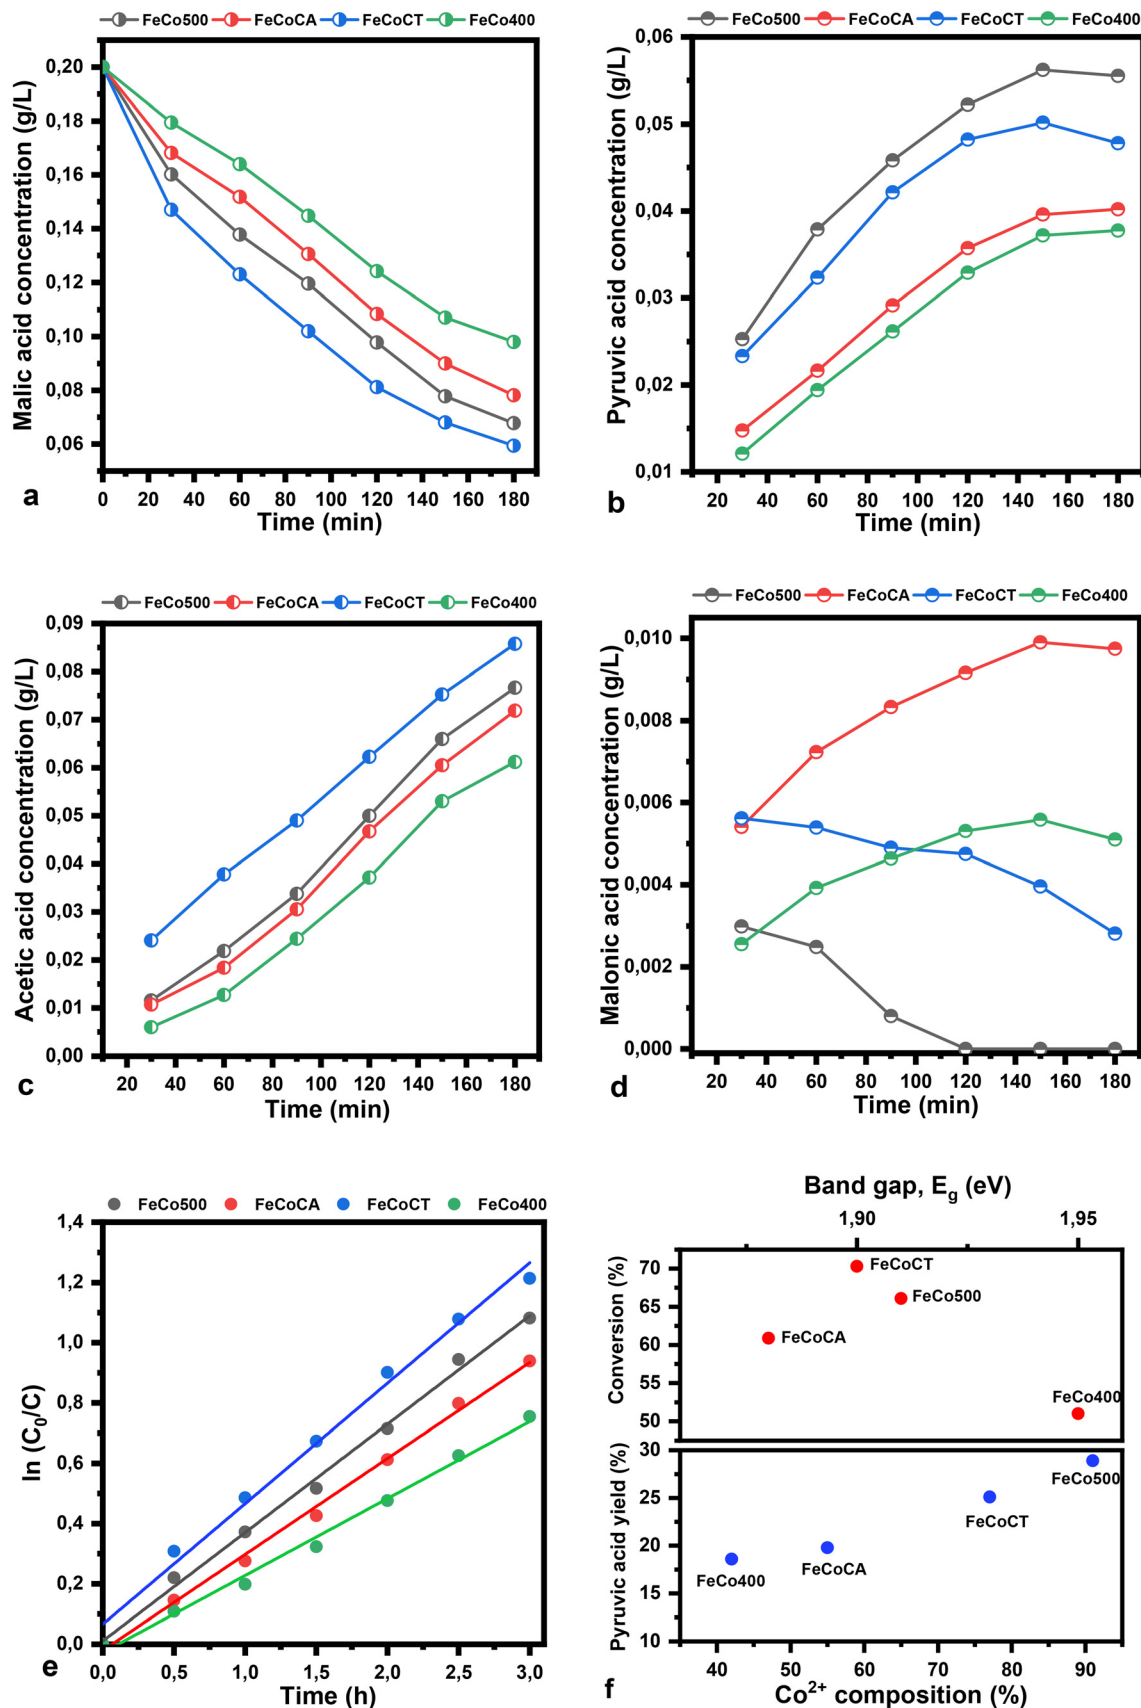 FeCo500 FeCoCA FeCoCT FeCo400
0,20
0,18
0,16
0,14
0,12
0,10
0,08
0,06
Malic acid concentration (g/L)
0 20 40 60 80 100 120 140 160 180
Time (min)
a
FeCo500 FeCoCA FeCoCT FeCo400
0,06
0,05
0,04
0,03
0,02
0,01
Pyruvic acid concentration (g/L)
20 40 60 80 100 120 140 160 180
Time (min)
b
FeCo500 FeCoCA FeCoCT FeCo400
0,09
0,08
0,07
0,06
0,05
0,04
0,03
0,02
0,01
0,00
Acetic acid concentration (g/L)
20 40 60 80 100 120 140 160 180
Time (min)
c
FeCo500 FeCoCA FeCoCT FeCo400
0,010
0,008
0,006
0,004
0,002
0,000
Malonic acid concentration (g/L)
20 40 60 80 100 120 140 160 180
Time (min)
d
FeCo500 FeCoCA FeCoCT FeCo400
1,4
1,2
1,0
0,8
0,6
0,4
0,2
0,0
ln (C₀/C)
0,0 0,5 1,0 1,5 2,0 2,5 3,0
Time (h)
e
Band gap, E_g (eV)
1,90 1,95
70
65
60
55
50
Conversion (%)
FeCoCT
FeCo500
FeCoCA
FeCo400
30
25
20
15
10
Pyruvic acid yield (%)
FeCo500
FeCoCT
FeCoCA
FeCo400
40 50 60 70 80 90
Co²⁺ composition (%)
f